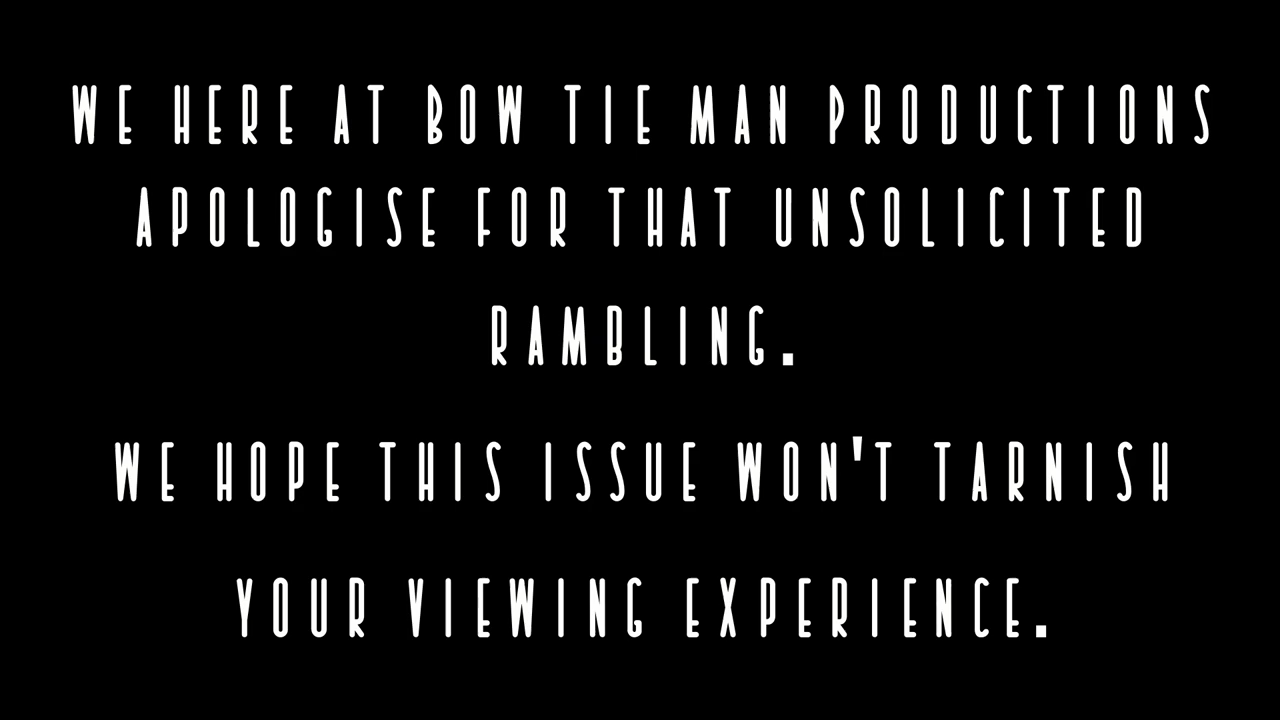 WE HERE AT BOW TIE MAN PRODUCTIONS
APOLOGISE FOR THAT UNSOLICITED
RAMBLING.
WE HOPE THIS ISSUE WON'T TARNISH
YOUR VIEWING EXPERIENCE.